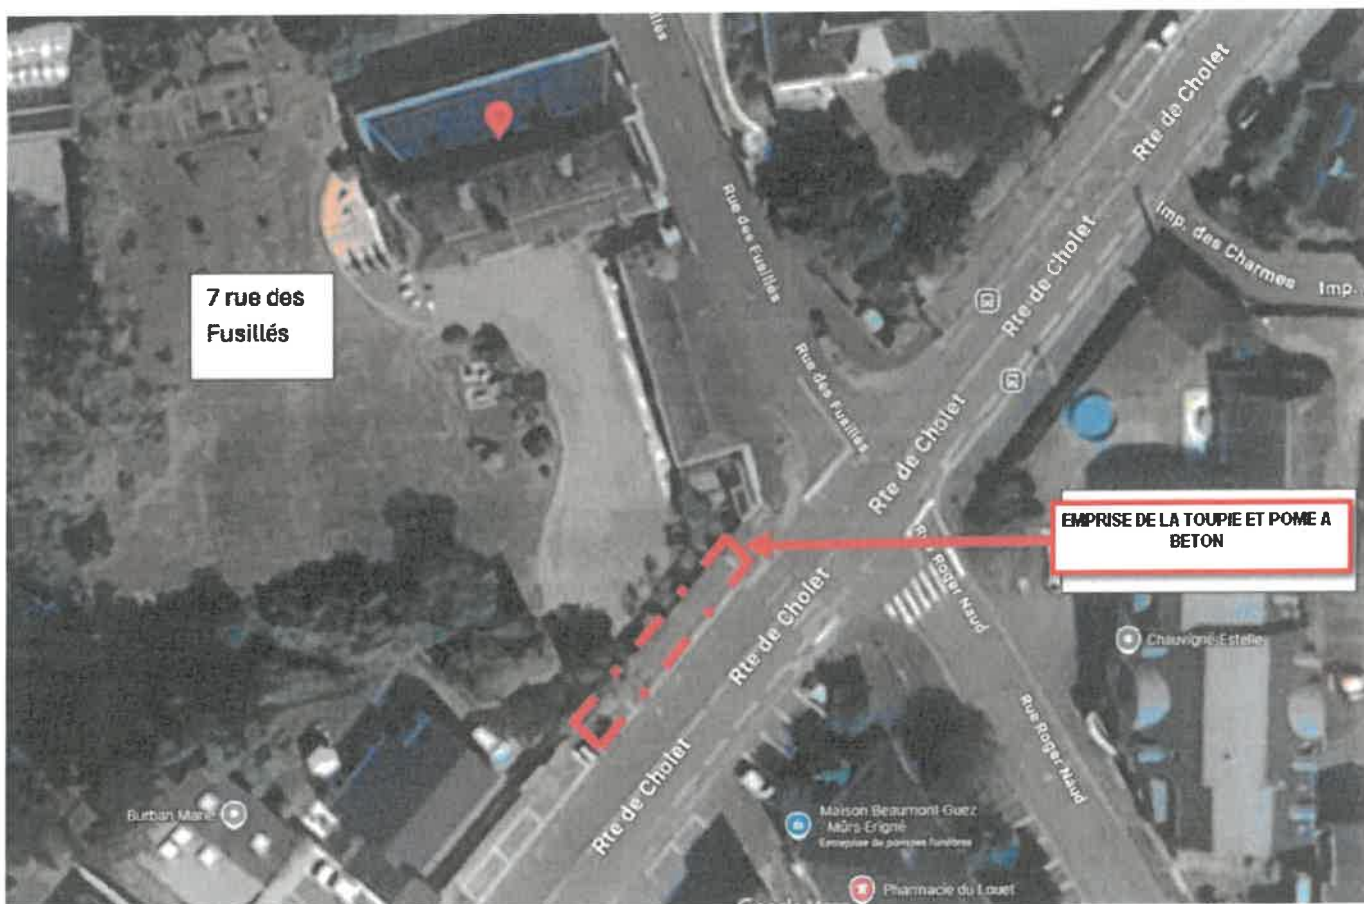 Rte de Cholet
Rte de Cholet
Rue des Fusillés
Imp. des Charmes
Imp.
7 rue des
Fusillés
Rte de Cholet
Rue des Fusillés
Rte de Cholet
EMPRISE DE LA TOUPIE ET POME A
BETON
Rue Roger Naud
Rte de Cholet
Chauvigné Estelle
Rue Roger Naud
Rte de Cholet
Burban Marie
Maison Beaumont-Guez
Mûrs-Erigné
Entreprise de pompes funèbres
Pharmacie du Louet